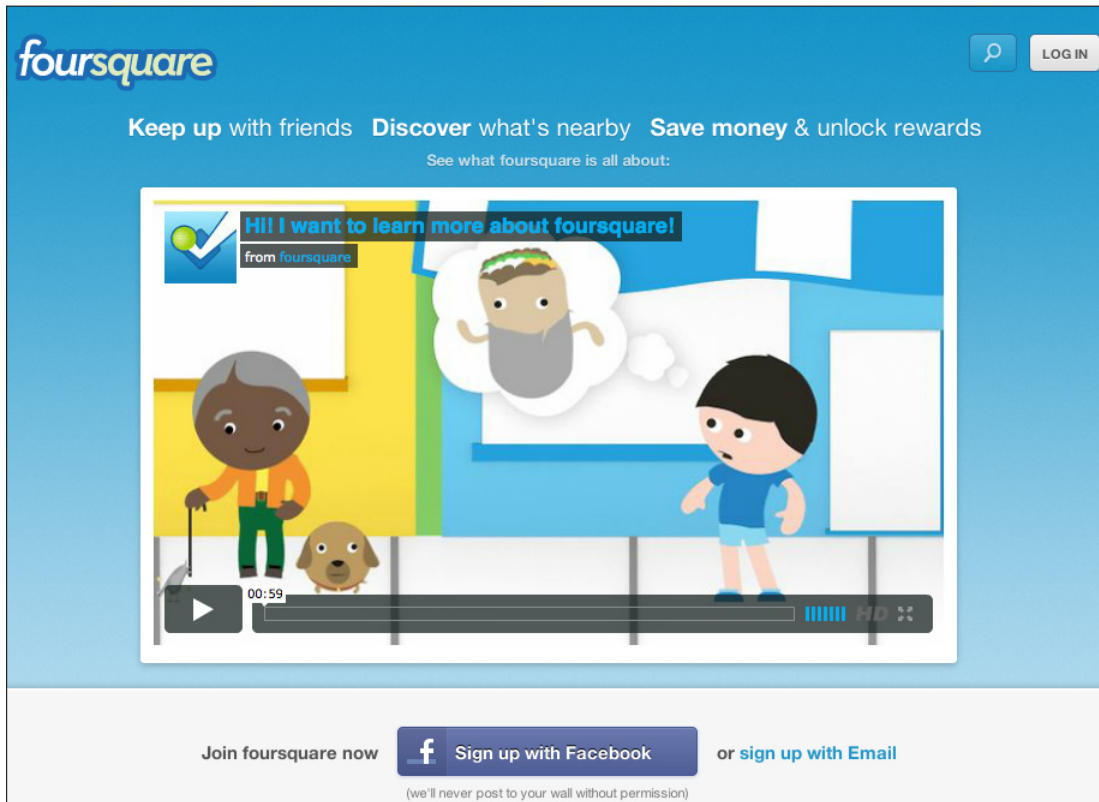 foursquare
LOG IN
Keep up with friends Discover what's nearby Save money & unlock rewards
See what foursquare is all about:
HI! I want to learn more about foursquare!
from foursquare
00:59
HD
Join foursquare now f Sign up with Facebook or sign up with Email
(we'll never post to your wall without permission)